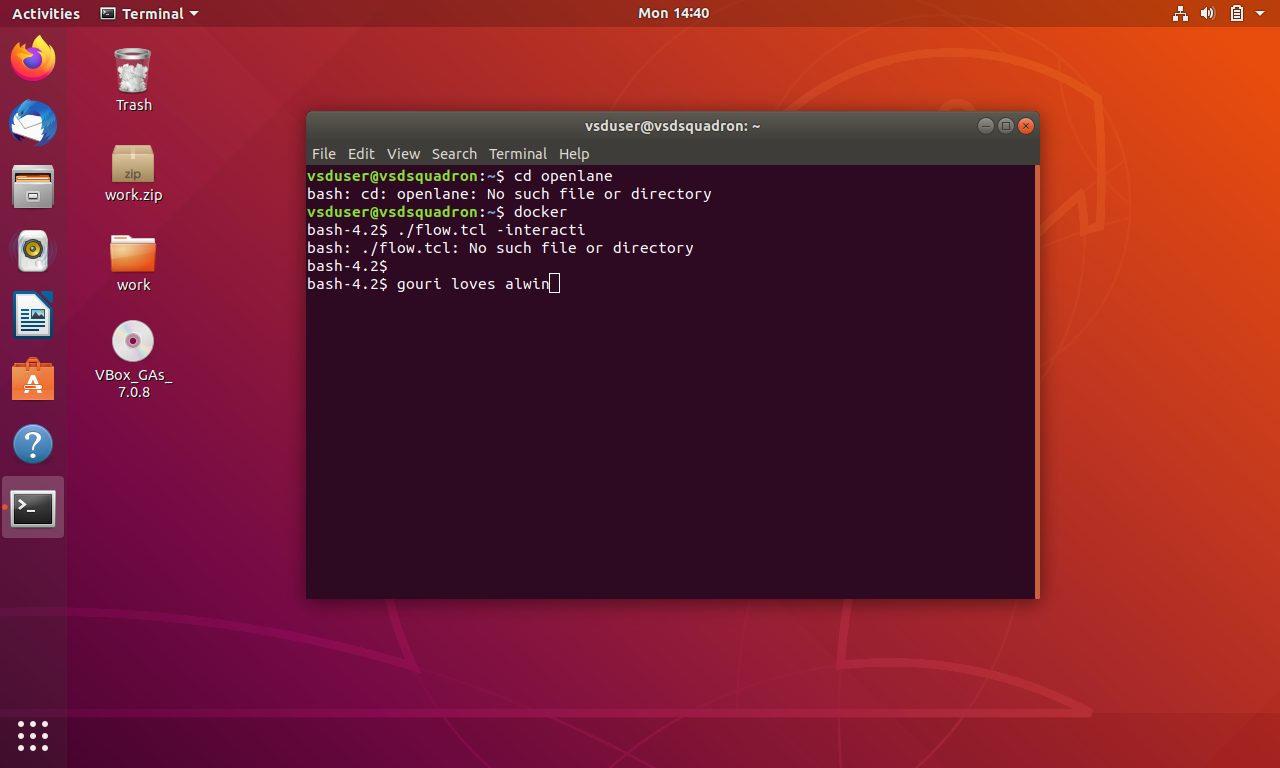 Activities Terminal Mon 14:40
Trash
zip
work.zip
work
VBox_GAs_
7.0.8
vsduser@vsdsquadron: ~
File Edit View Search Terminal Help
vsduser@vsdsquadron:~$ cd openlane
bash: cd: openlane: No such file or directory
vsduser@vsdsquadron:~$ docker
bash-4.2$ ./flow.tcl -interacti
bash: ./flow.tcl: No such file or directory
bash-4.2$
bash-4.2$ gouri loves alwin